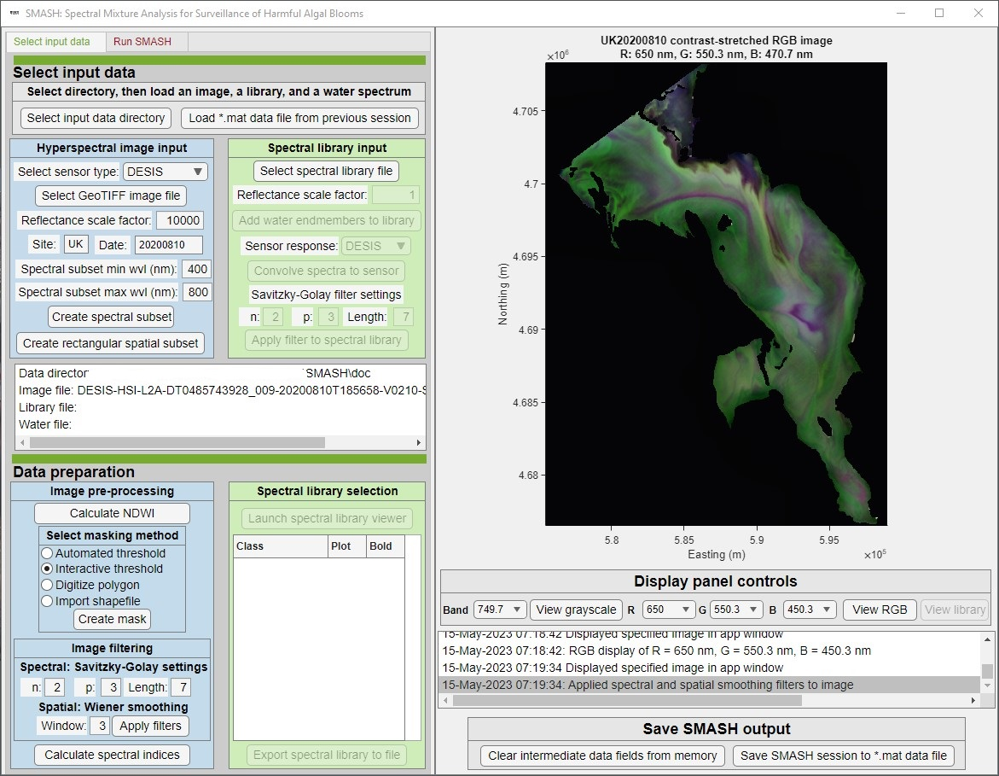 SMASH: Spectral Mixture Analysis for Surveillance of Harmful Algal Blooms
Select input data
Run SMASH
Select input data
Select directory, then load an image, a library, and a water spectrum
Select input data directory
Load *.mat data file from previous session
Hyperspectral image input
Select sensor type: DESIS
Select GeoTIFF image file
Reflectance scale factor: 10000
Site: UK Date: 20200810
Spectral subset min wvl (nm): 400
Spectral subset max wvl (nm): 800
Create spectral subset
Create rectangular spatial subset
Spectral library input
Select spectral library file
Reflectance scale factor: 1
Add water endmembers to library
Sensor response: DESIS
Convolve spectra to sensor
Savitzky-Golay filter settings
n: 2 p: 3 Length: 7
Apply filter to spectral library
Data director SMASH\doc
Image file: DESIS-HSI-L2A-DT0485743928_009-20200810T185658-V0210-S
Library file:
Water file:
Data preparation
Image pre-processing
Calculate NDWI
Select masking method
Automated threshold
Interactive threshold
Digitize polygon
Import shapefile
Create mask
Image filtering
Spectral: Savitzky-Golay settings
n: 2 p: 3 Length: 7
Spatial: Wiener smoothing
Window: 3 Apply filters
Calculate spectral indices
Spectral library selection
Launch spectral library viewer
Class Plot Bold
Export spectral library to file
UK20200810 contrast-stretched RGB image
R: 650 nm, G: 550.3 nm, B: 470.7 nm
×10⁶
4.705
4.7
4.695
4.69
4.685
4.68
Northing (m)
5.8 5.85 5.9 5.95
Easting (m)
×10⁵
Display panel controls
Band 749.7 View grayscale R 650 G 550.3 B 450.3 View RGB View library
15-May-2023 07:18:42 Displayed specified image in app window
15-May-2023 07:18:42: RGB display of R = 650 nm, G = 550.3 nm, B = 450.3 nm
15-May-2023 07:19:34 Displayed specified image in app window
15-May-2023 07:19:34: Applied spectral and spatial smoothing filters to image
Save SMASH output
Clear intermediate data fields from memory
Save SMASH session to *.mat data file